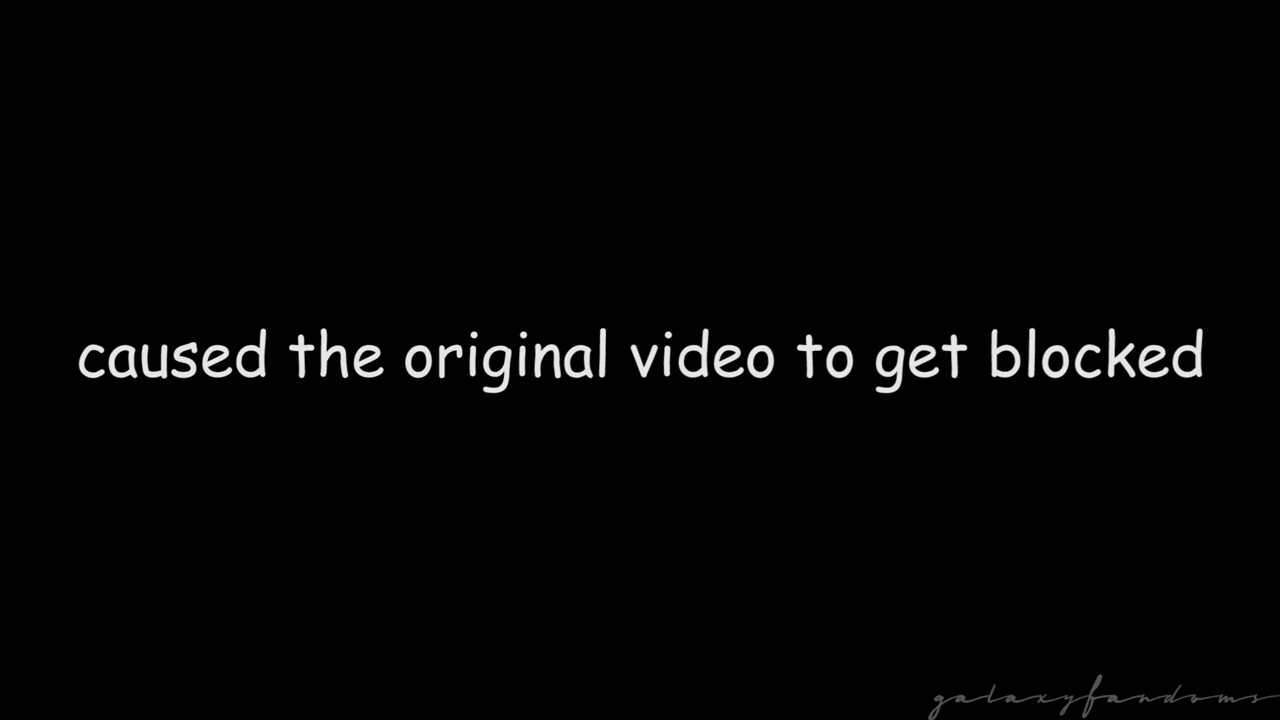 caused the original video to get blocked
galaxyfandoms